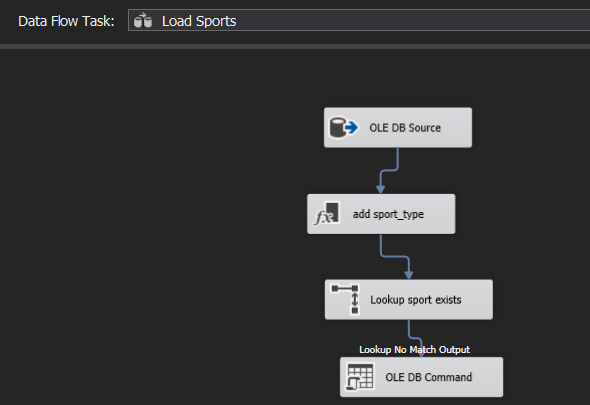 Data Flow Task: Load Sports
OLE DB Source
fx add sport_type
Lookup sport exists
Lookup No Match Output
OLE DB Command